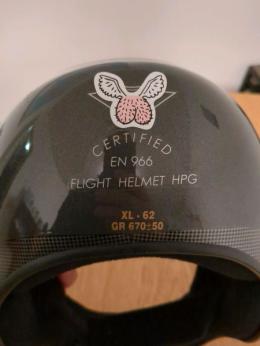 CERTIFIED
EN 966
FLIGHT HELMET HPG
XL - 62
GR 670±50